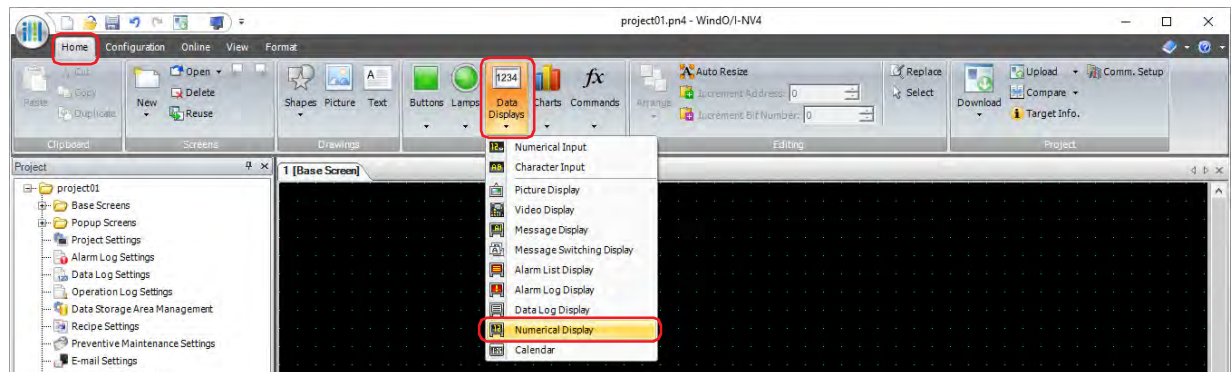 project01.pn4 - WindO/I-NV4
Home Configuration Online View Format
Cut
Copy
Paste
Duplicate
Clipboard
New
Open
Delete
Reuse
Screens
Shapes Picture Text
Drawings
Buttons Lamps
1234
Data Displays
Charts
fx
Commands
Arrange
Auto Resize
Increment Address: 0
Increment Bit Number: 0
Replace
Select
Editing
Download
Upload
Compare
Target Info.
Comm. Setup
Project
Numerical Input
Character Input
Picture Display
Video Display
Message Display
Message Switching Display
Alarm List Display
Alarm Log Display
Data Log Display
Numerical Display
Calendar
Project
1 [Base Screen]
project01
Base Screens
Popup Screens
Project Settings
Alarm Log Settings
Data Log Settings
Operation Log Settings
Data Storage Area Management
Recipe Settings
Preventive Maintenance Settings
E-mail Settings